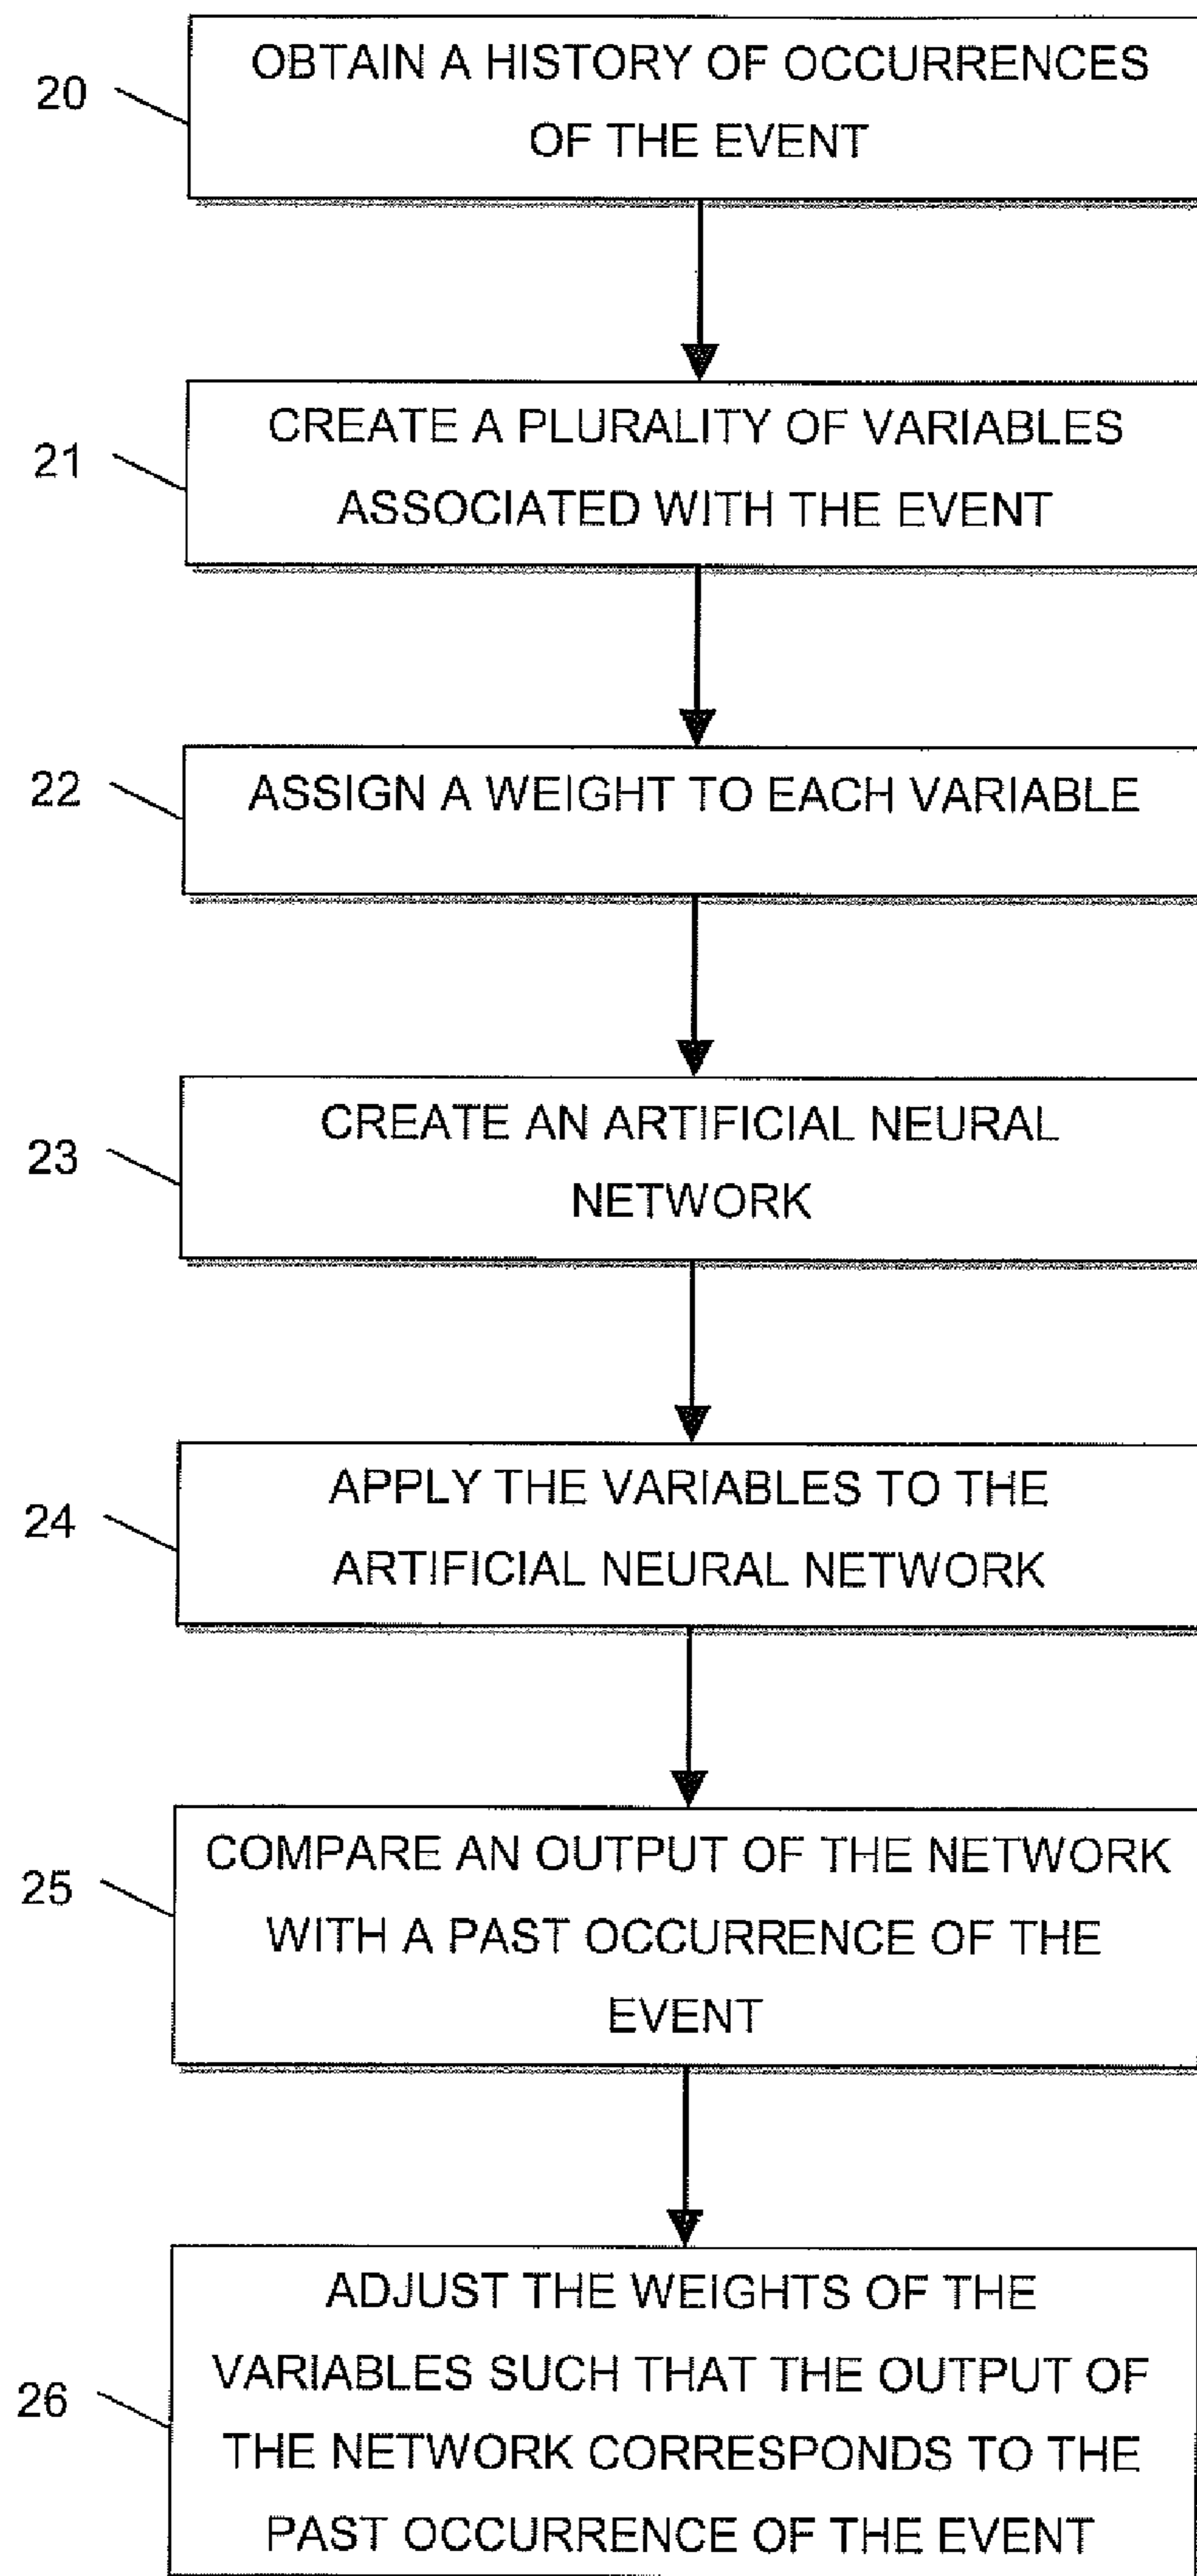 20
OBTAIN A HISTORY OF OCCURRENCES
OF THE EVENT
21
CREATE A PLURALITY OF VARIABLES
ASSOCIATED WITH THE EVENT
22
ASSIGN A WEIGHT TO EACH VARIABLE
23
CREATE AN ARTIFICIAL NEURAL
NETWORK
24
APPLY THE VARIABLES TO THE
ARTIFICIAL NEURAL NETWORK
25
COMPARE AN OUTPUT OF THE NETWORK
WITH A PAST OCCURRENCE OF THE
EVENT
26
ADJUST THE WEIGHTS OF THE
VARIABLES SUCH THAT THE OUTPUT OF
THE NETWORK CORRESPONDS TO THE
PAST OCCURRENCE OF THE EVENT